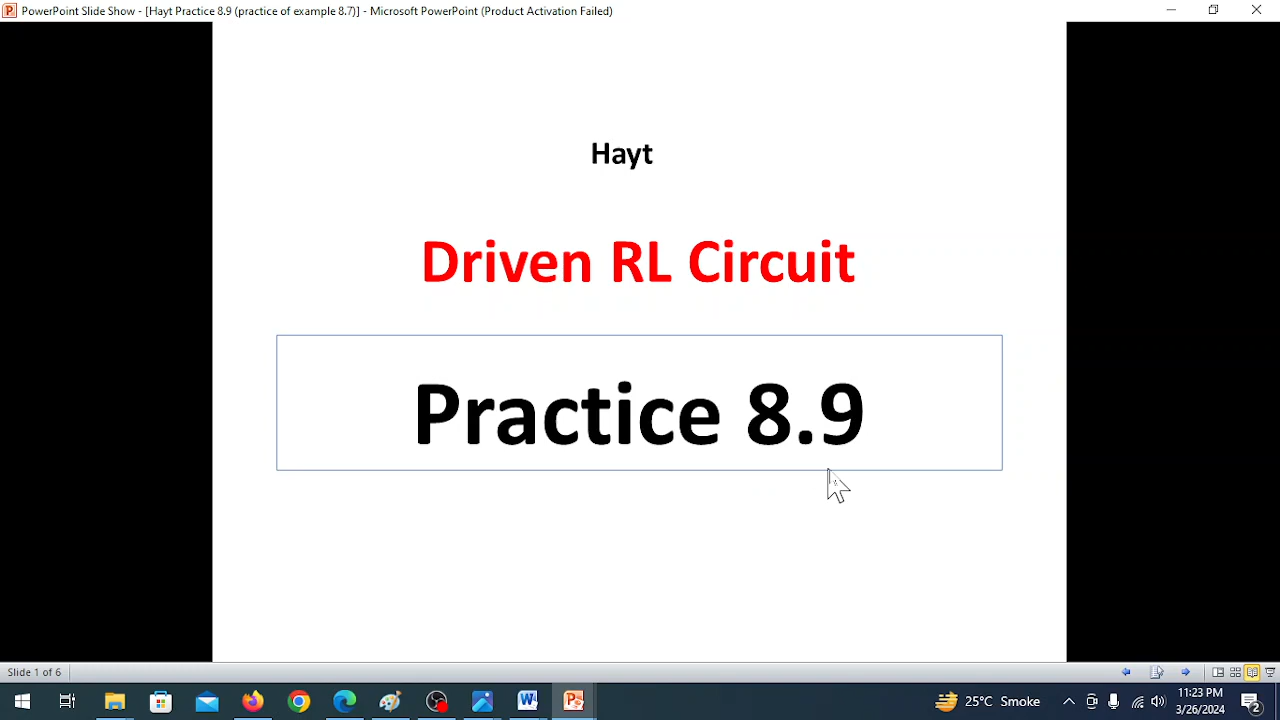 PowerPoint Slide Show - [Hayt Practice 8.9 (practice of example 8.7)] - Microsoft PowerPoint (Product Activation Failed)
Hayt
Driven RL Circuit
Practice 8.9
Slide 1 of 6
25°C Smoke
11:23 PM
3/26/2024
2